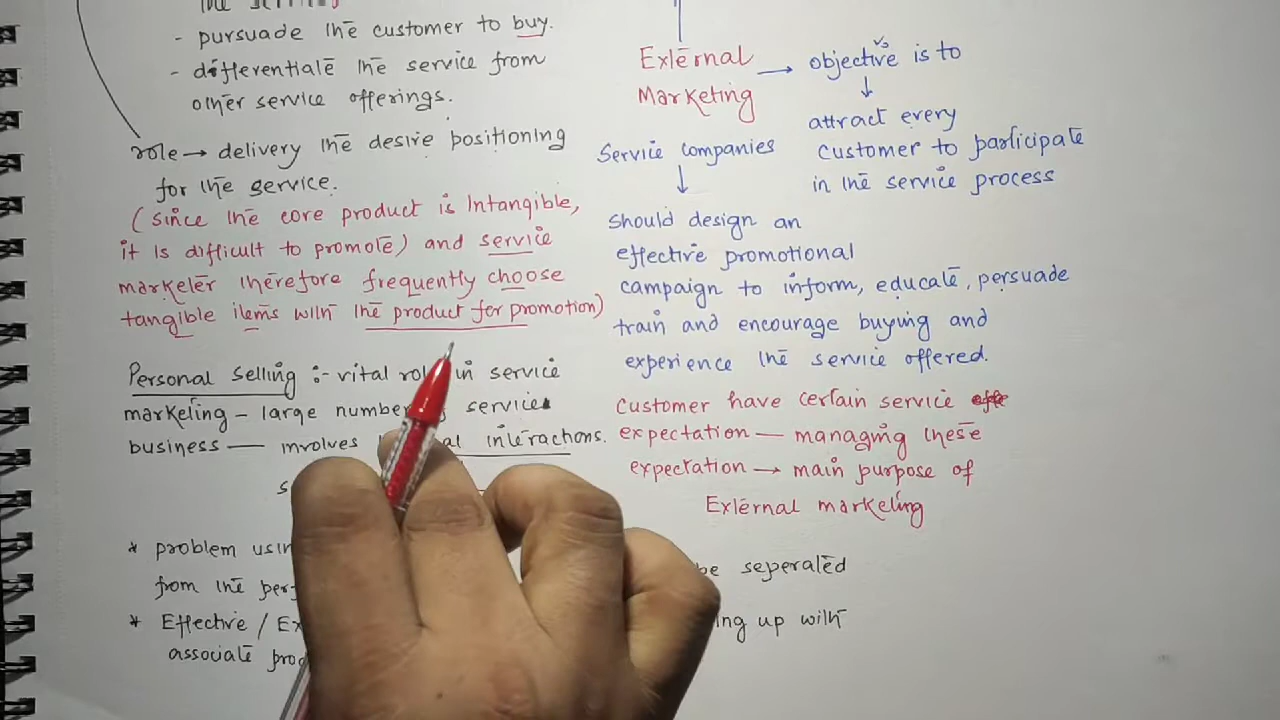 - pursuade the customer to buy.
- differentiate the service from
other service offerings.
role → delivery the desire positioning
for the service.
(since the core product is Intangible,
it is difficult to promote) and service
marketer therefore frequently choose
tangible items with the product for promotion)
Personal selling :- vital role in service
marketing - large number service
business — involves interactions.
* problem
from the
* Effective /
associate
be seperated
up with
External
Marketing
→ objective is to
↓
attract every
customer to participate
in the service process
Service companies
↓
should design an
effective promotional
campaign to inform, educate, persuade
train and encourage buying and
experience the service offered.
Customer have certain service
expectation — managing these
expectation → main purpose of
External marketing